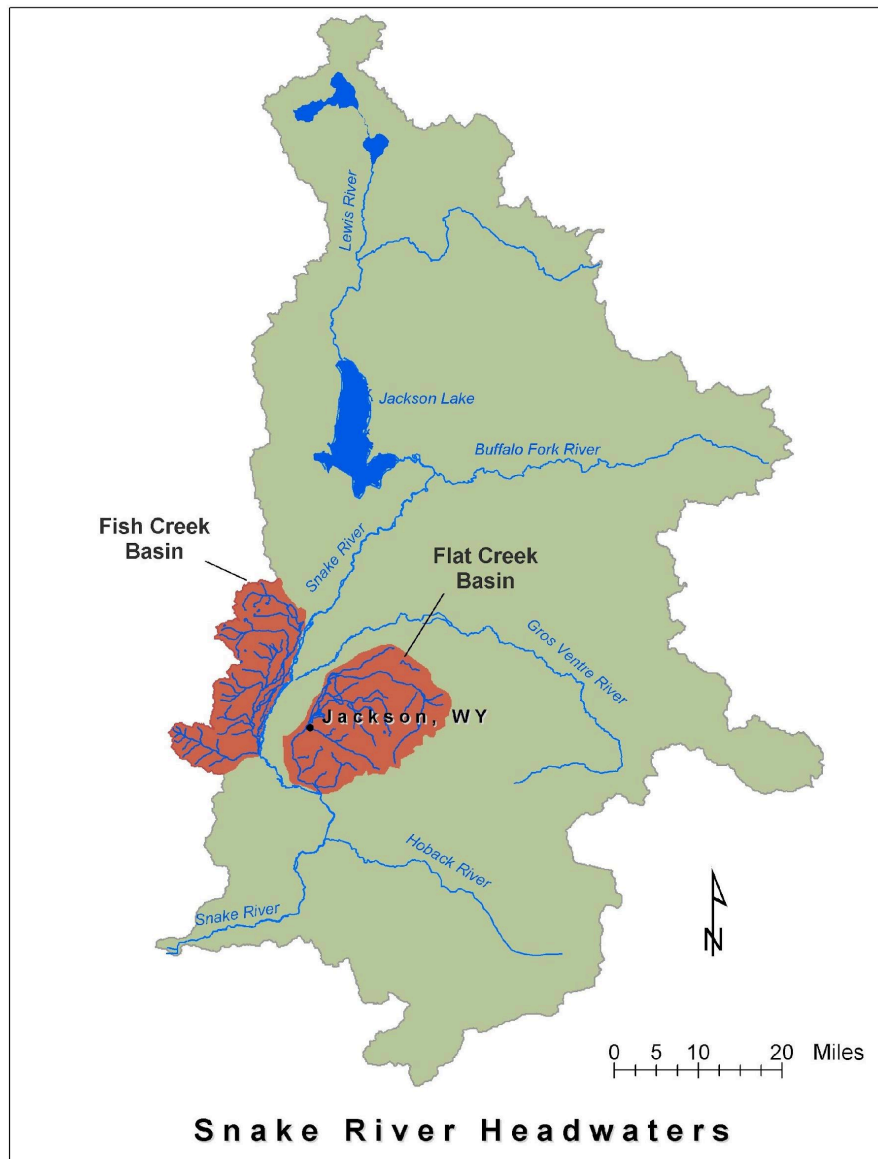 Lewis River
Jackson Lake
Buffalo Fork River
Fish Creek
Basin
Snake River
Flat Creek
Basin
Gros Ventre River
Jackson, WY
Hoback River
Snake River
N
0 5 10 20 Miles
Snake River Headwaters